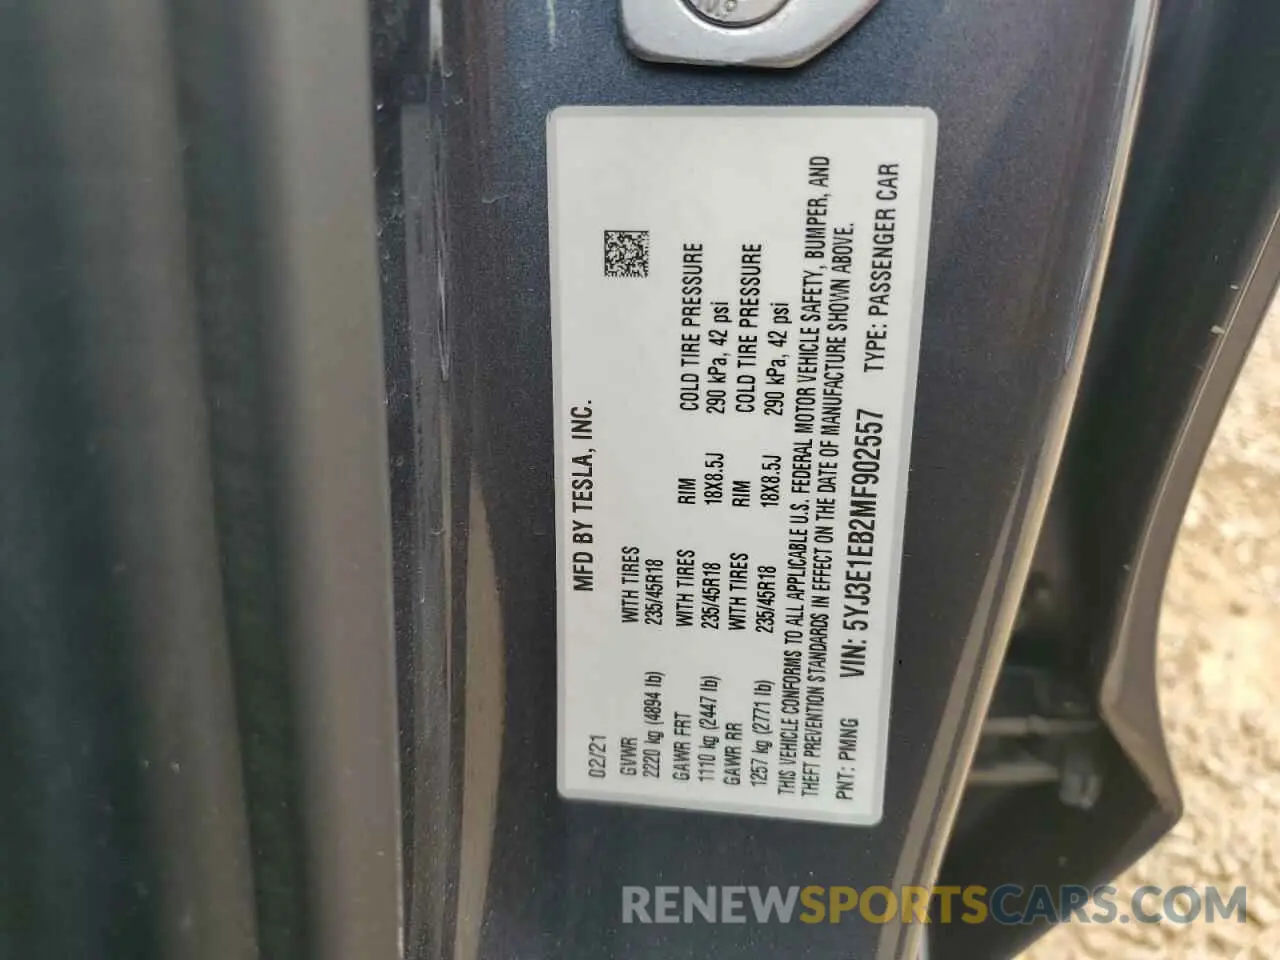 MFD BY TESLA, INC.
02/21
GVWR WITH TIRES
2220 kg (4894 lb) 235/45R18
GAWR FRT WITH TIRES RIM COLD TIRE PRESSURE
1110 kg (2447 lb) 235/45R18 18X8.5J 290 kPa, 42 psi
GAWR RR WITH TIRES RIM COLD TIRE PRESSURE
1257 kg (2771 lb) 235/45R18 18X8.5J 290 kPa, 42 psi
THIS VEHICLE CONFORMS TO ALL APPLICABLE U.S. FEDERAL MOTOR VEHICLE SAFETY, BUMPER, AND
THEFT PREVENTION STANDARDS IN EFFECT ON THE DATE OF MANUFACTURE SHOWN ABOVE.
PNT: PMNG VIN: 5YJ3E1EB2MF902557 TYPE: PASSENGER CAR
RENEWSPORTSCARS.COM